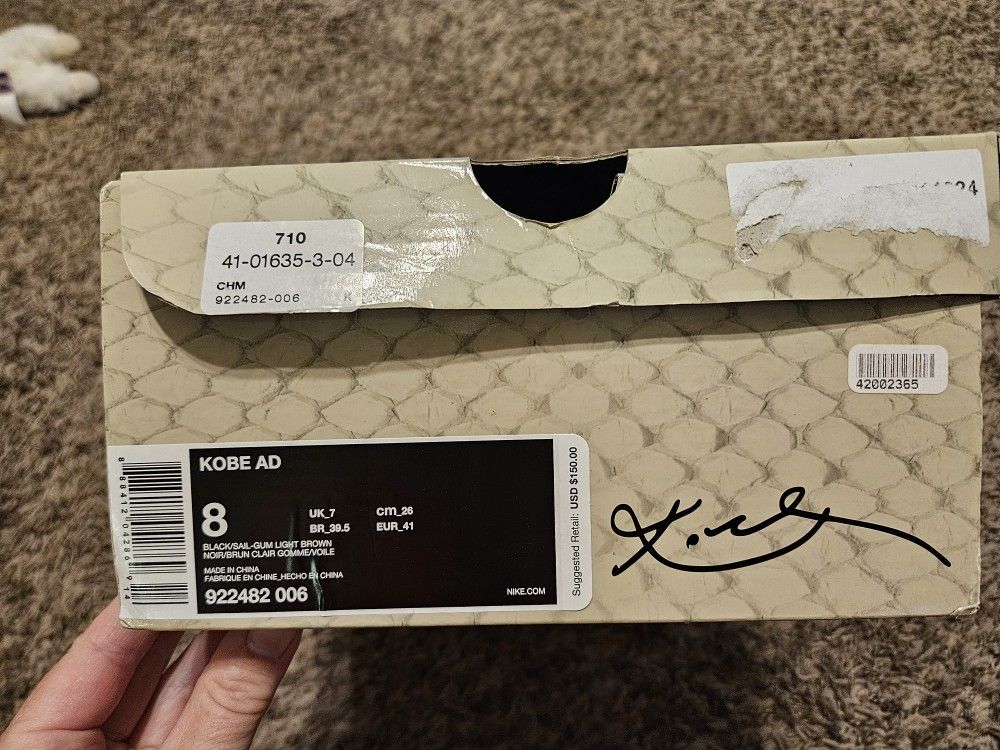 710
41-01635-3-04
CHM
922482-006 K
42002365
KOBE AD
8
UK_7 cm_26
BR_39.5 EUR_41
BLACK/SAIL-GUM LIGHT BROWN
NOIR/BRUN CLAIR GOMME/VOILE
MADE IN CHINA
FABRIQUE EN CHINE_HECHO EN CHINA
922482 006
NIKE.COM
Suggested Retail: USD $150.00